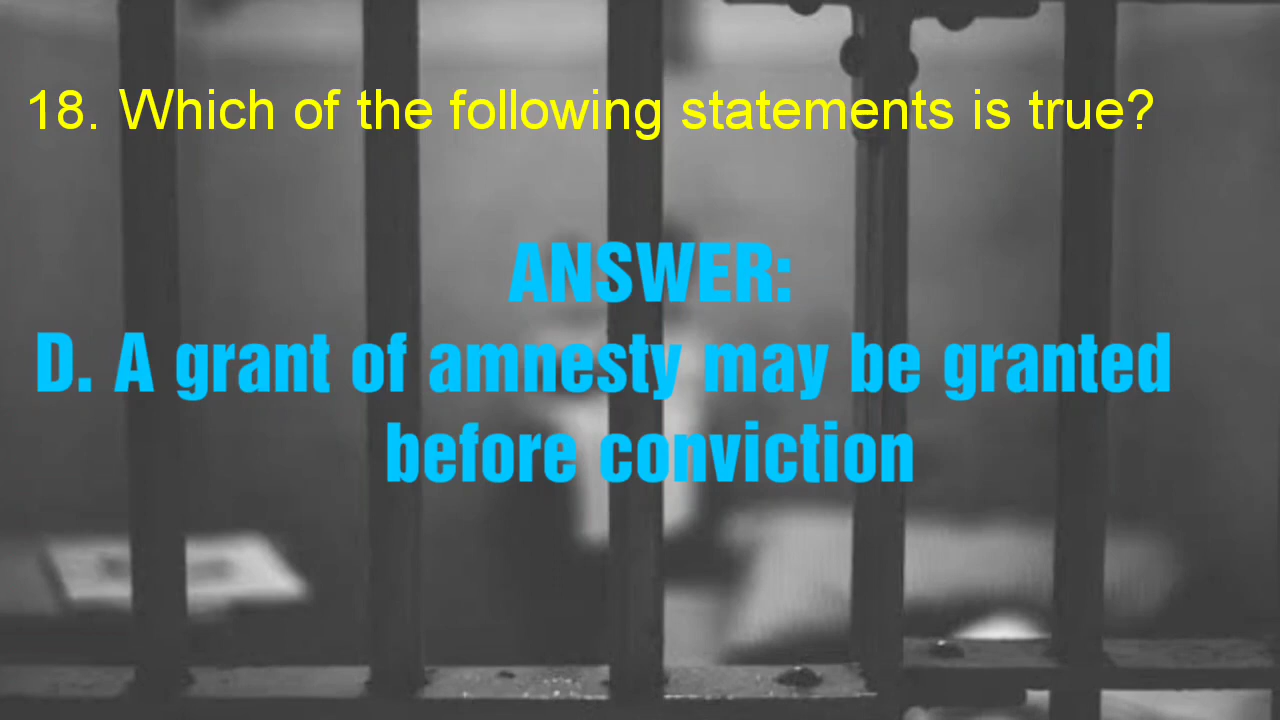 18. Which of the following statements is true?
ANSWER:
D. A grant of amnesty may be granted
before conviction